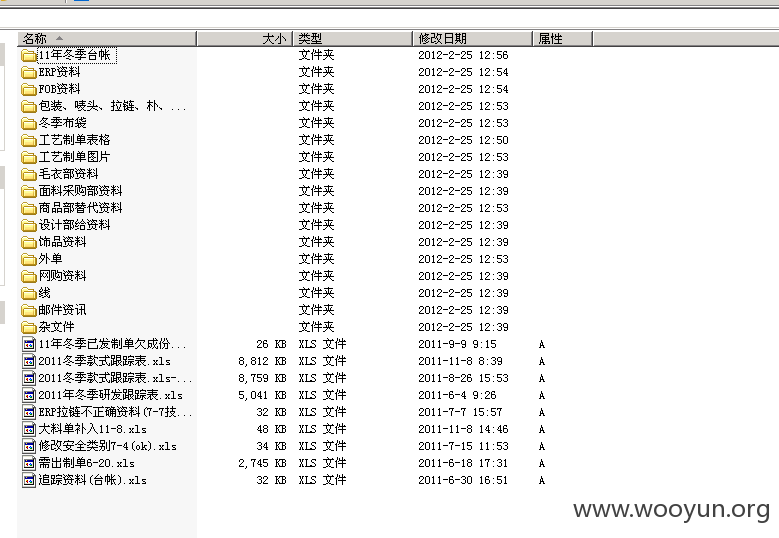 名称 大小 类型 修改日期 属性
11年冬季台帐 文件夹 2012-2-25 12:56
ERP资料 文件夹 2012-2-25 12:54
FOB资料 文件夹 2012-2-25 12:54
包装、唛头、拉链、朴、... 文件夹 2012-2-25 12:53
冬季布袋 文件夹 2012-2-25 12:53
工艺制单表格 文件夹 2012-2-25 12:50
工艺制单图片 文件夹 2012-2-25 12:53
毛衣部资料 文件夹 2012-2-25 12:39
面料采购部资料 文件夹 2012-2-25 12:39
商品部替代资料 文件夹 2012-2-25 12:53
设计部给资料 文件夹 2012-2-25 12:39
饰品资料 文件夹 2012-2-25 12:39
外单 文件夹 2012-2-25 12:53
网购资料 文件夹 2012-2-25 12:39
线 文件夹 2012-2-25 12:39
邮件资讯 文件夹 2012-2-25 12:39
杂文件 文件夹 2012-2-25 12:39
11年冬季已发制单欠成份... 26 KB XLS 文件 2011-9-9 9:15 A
2011冬季款式跟踪表.xls 8,812 KB XLS 文件 2011-11-8 8:39 A
2011冬季款式跟踪表.xls-... 8,759 KB XLS 文件 2011-8-26 15:53 A
2011年冬季研发跟踪表.xls 5,041 KB XLS 文件 2011-6-4 9:26 A
ERP拉链不正确资料(7-7技... 32 KB XLS 文件 2011-7-7 15:57 A
大料单补入11-8.xls 48 KB XLS 文件 2011-11-8 14:46 A
修改安全类别7-4(ok).xls 34 KB XLS 文件 2011-7-15 11:53 A
需出制单6-20.xls 2,745 KB XLS 文件 2011-6-18 17:31 A
追踪资料(台帐).xls 32 KB XLS 文件 2011-6-30 16:51 A
www.wooyun.org